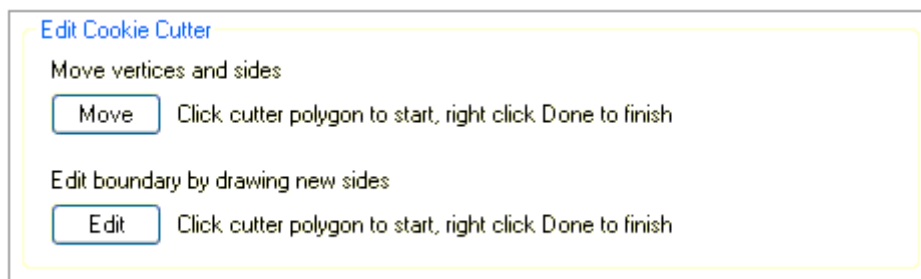 Edit Cookie Cutter
Move vertices and sides
Move Click cutter polygon to start, right click Done to finish
Edit boundary by drawing new sides
Edit Click cutter polygon to start, right click Done to finish